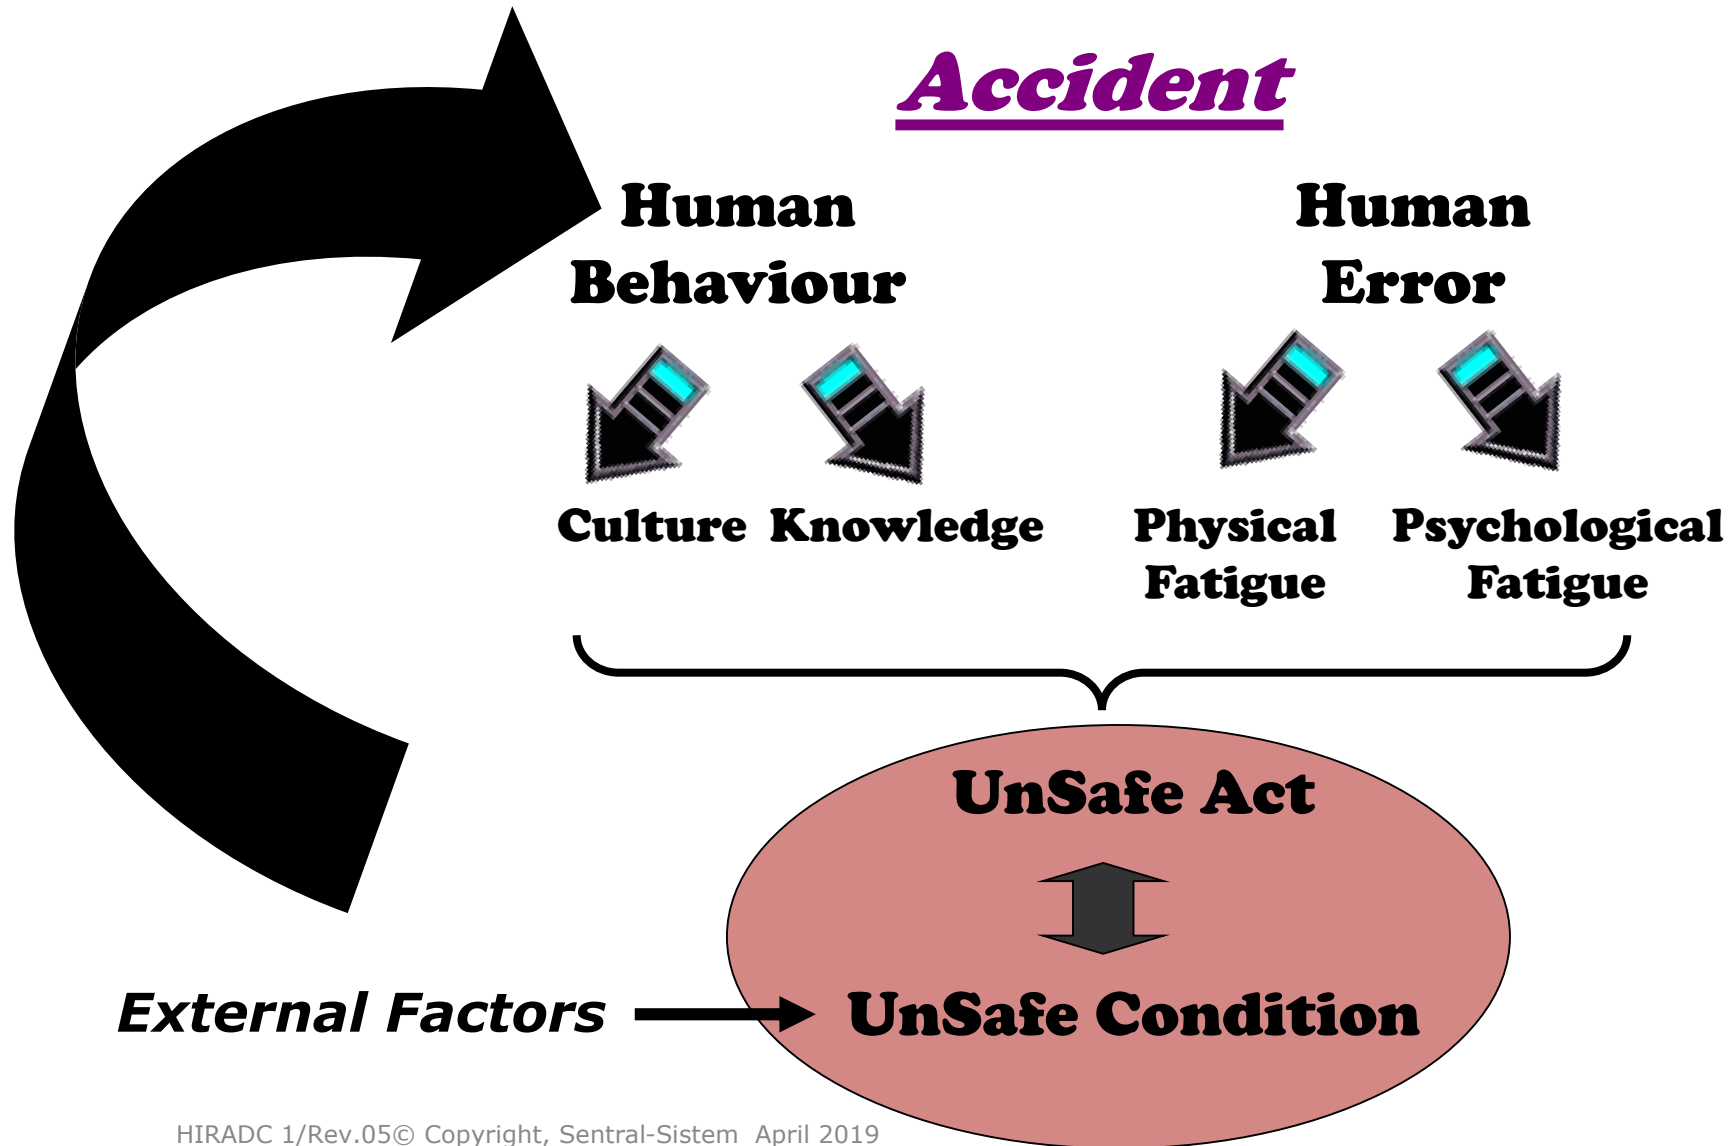 Accident
Human
Behaviour
Human
Error
Culture
Knowledge
Physical
Fatigue
Psychological
Fatigue
UnSafe Act
External Factors
UnSafe Condition
HIRADC 1/Rev.05© Copyright, Sentral-Sistem April 2019